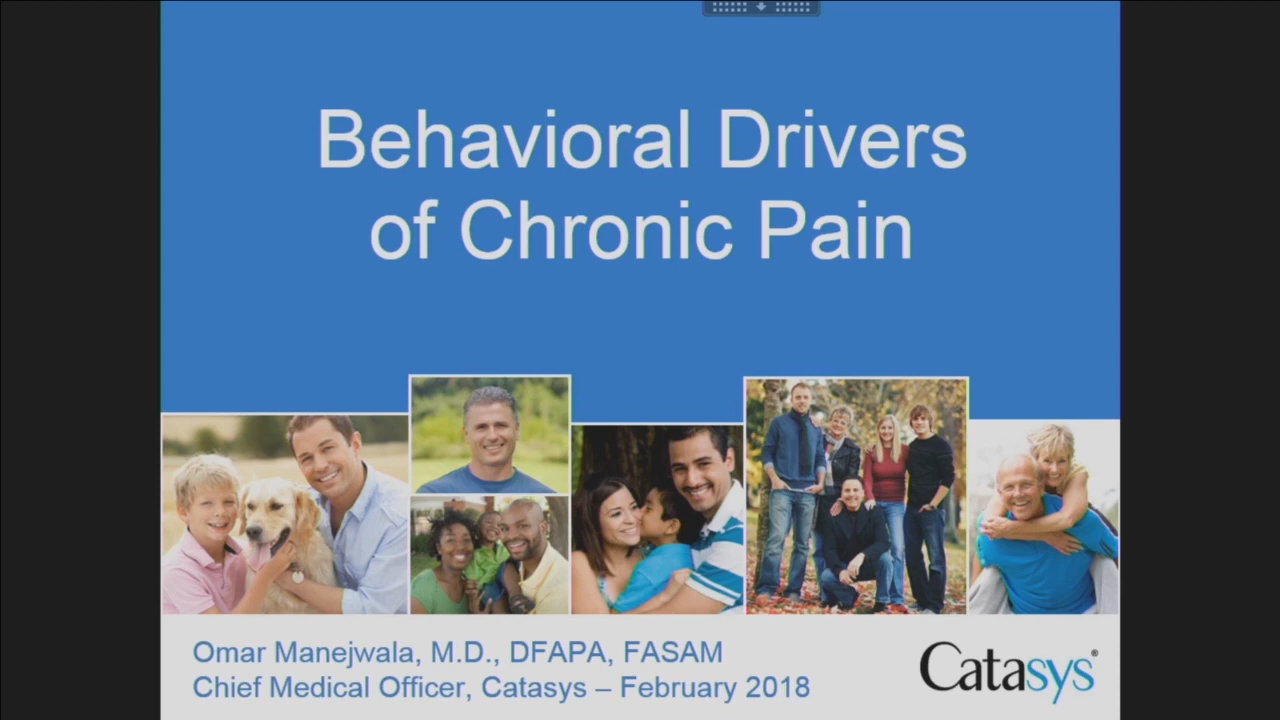 Behavioral Drivers
of Chronic Pain
Omar Manejwala, M.D., DFAPA, FASAM
Chief Medical Officer, Catasys – February 2018
Catasys®